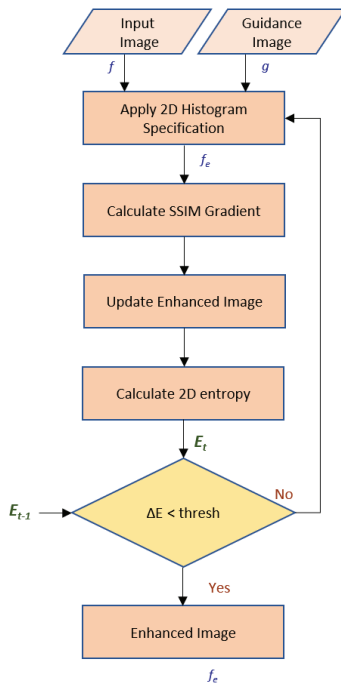 Input
Image
Guidance
Image
f
g
Apply 2D Histogram
Specification
fₑ
Calculate SSIM Gradient
Update Enhanced Image
Calculate 2D entropy
Eₜ
Eₜ₋₁
ΔE < thresh
No
Yes
Enhanced Image
fₑ